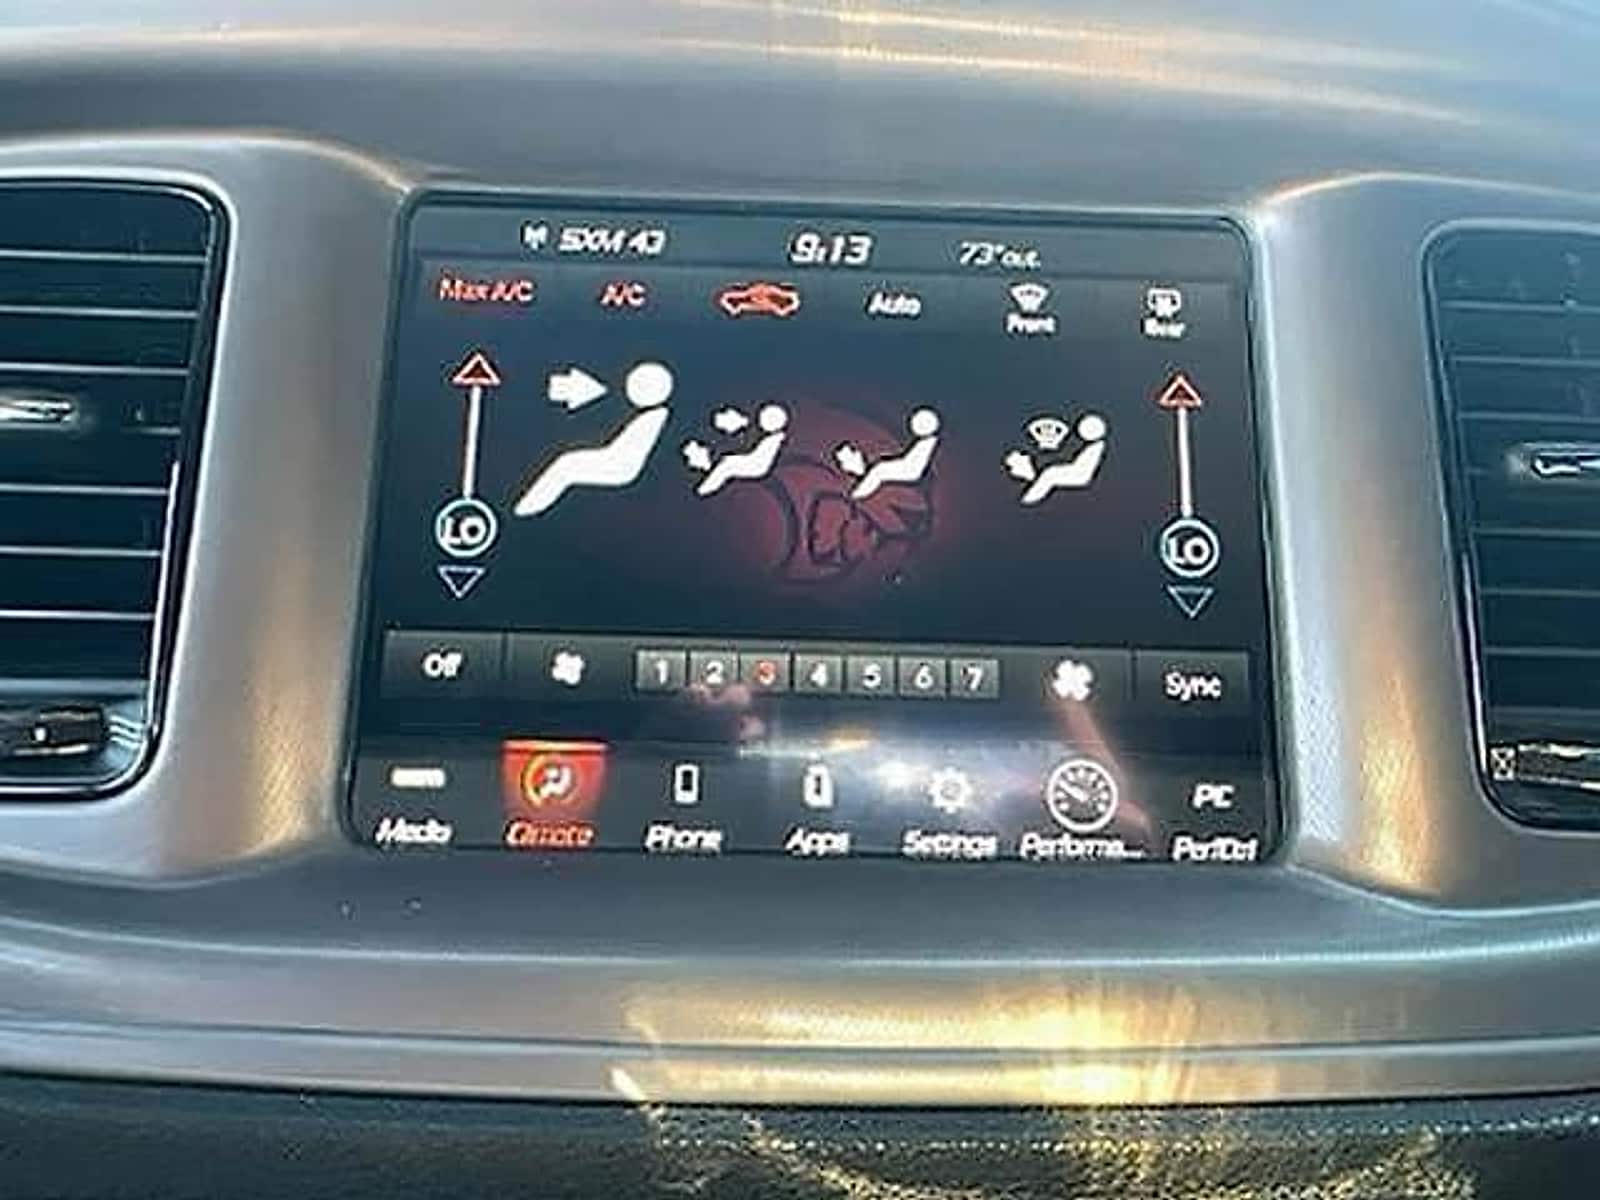 SXM 43 9:13 73° out.
Max A/C A/C Auto Front Rear
LO LO
Off 1 2 3 4 5 6 7 Sync
PC
Media Climate Phone Apps Settings Performa...